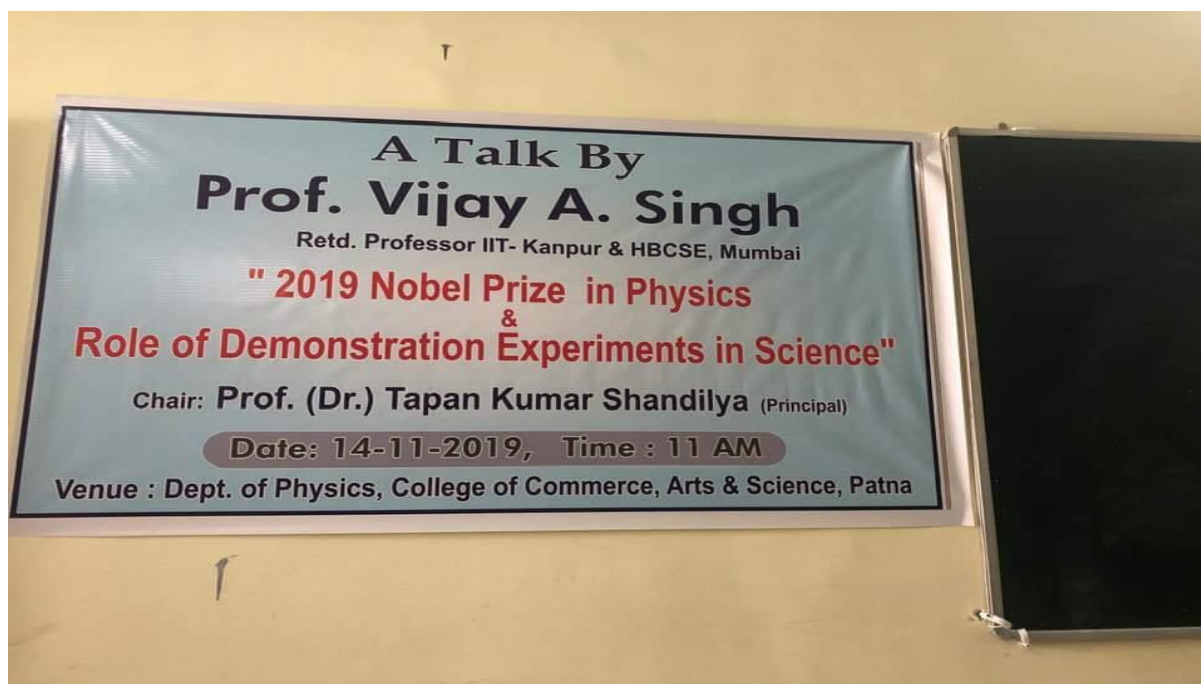 A Talk By
Prof. Vijay A. Singh
Retd. Professor IIT- Kanpur & HBCSE, Mumbai
" 2019 Nobel Prize in Physics
&
Role of Demonstration Experiments in Science"
Chair: Prof. (Dr.) Tapan Kumar Shandilya (Principal)
Date: 14-11-2019, Time : 11 AM
Venue : Dept. of Physics, College of Commerce, Arts & Science, Patna